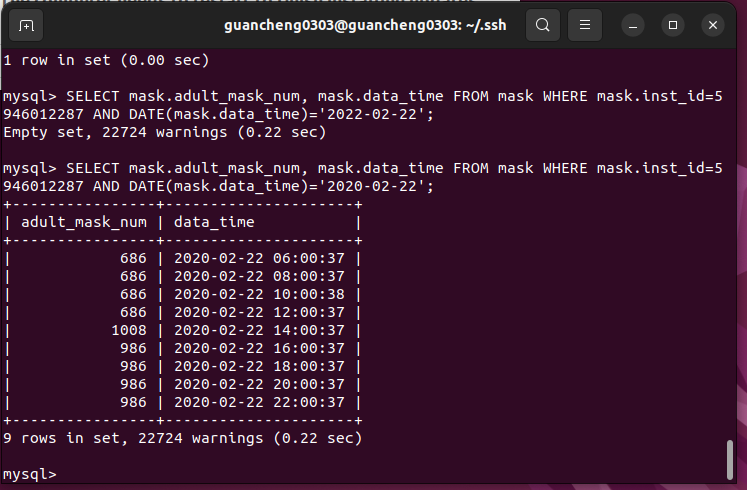 guancheng0303@guancheng0303: ~/.ssh
1 row in set (0.00 sec)
mysql> SELECT mask.adult_mask_num, mask.data_time FROM mask WHERE mask.inst_id=5
946012287 AND DATE(mask.data_time)='2022-02-22';
Empty set, 22724 warnings (0.22 sec)
mysql> SELECT mask.adult_mask_num, mask.data_time FROM mask WHERE mask.inst_id=5
946012287 AND DATE(mask.data_time)='2020-02-22';
+----------------+---------------------+
| adult_mask_num | data_time           |
+----------------+---------------------+
|            686 | 2020-02-22 06:00:37 |
|            686 | 2020-02-22 08:00:37 |
|            686 | 2020-02-22 10:00:38 |
|            686 | 2020-02-22 12:00:37 |
|           1008 | 2020-02-22 14:00:37 |
|            986 | 2020-02-22 16:00:37 |
|            986 | 2020-02-22 18:00:37 |
|            986 | 2020-02-22 20:00:37 |
|            986 | 2020-02-22 22:00:37 |
+----------------+---------------------+
9 rows in set, 22724 warnings (0.22 sec)
mysql>